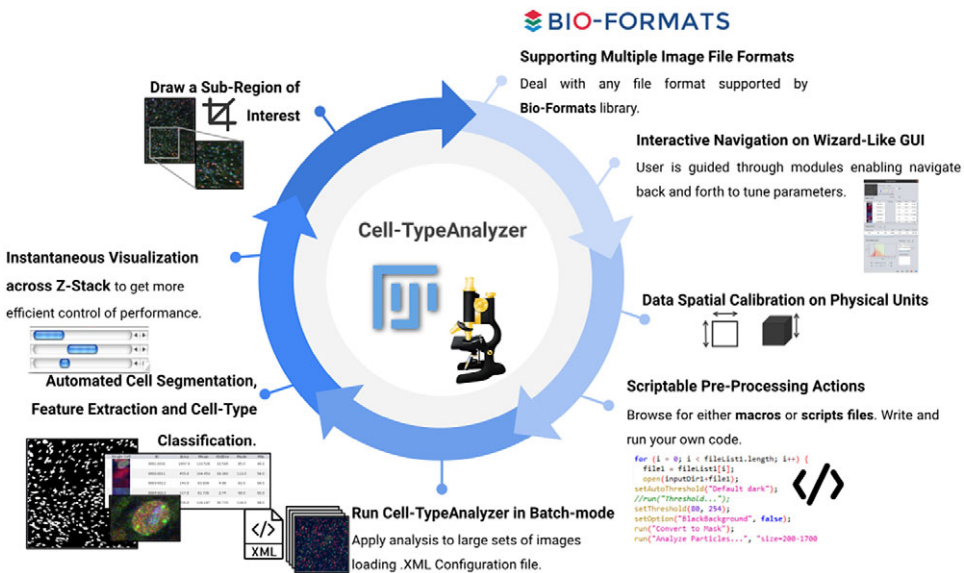 BIO-FORMATS
Supporting Multiple Image File Formats
Deal with any file format supported by
Bio-Formats library.
Interactive Navigation on Wizard-Like GUI
User is guided through modules enabling navigate
back and forth to tune parameters.
Data Spatial Calibration on Physical Units
Scriptable Pre-Processing Actions
Browse for either macros or scripts files. Write and
run your own code.
for (i = 0; i < fileList1.length; i++) {
file1 = fileList1[i];
open(inputDir1+file1);
setAutoThreshold("Default dark");
//run("Threshold...");
setThreshold(80, 254);
setOption("BlackBackground", false);
run("Convert to Mask");
run("Analyze Particles...", "size=200-1700
</>
Run Cell-TypeAnalyzer in Batch-mode
Apply analysis to large sets of images
loading .XML Configuration file.
</>
XML
Automated Cell Segmentation,
Feature Extraction and Cell-Type
Classification.
Instantaneous Visualization
across Z-Stack to get more
efficient control of performance.
Draw a Sub-Region of
Interest
Cell-TypeAnalyzer